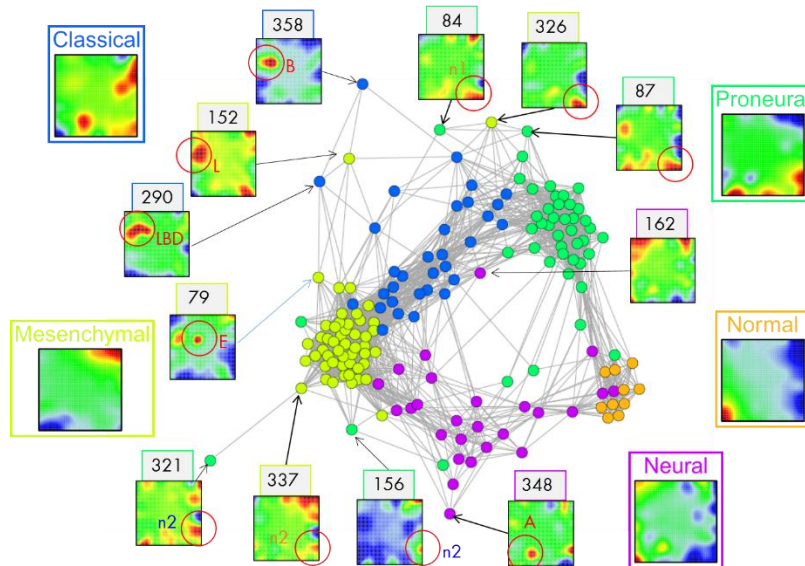 Classical
358
B
84
n1
326
87
Proneura
152
L
290
LBD
162
79
E
Mesenchymal
Normal
321
n2
337
n2
156
n2
348
A
Neural